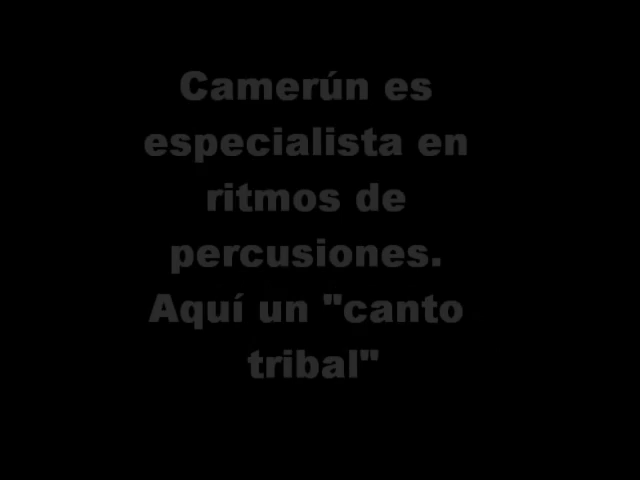 Camerún es
especialista en
ritmos de
percusiones.
Aquí un "canto
tribal"